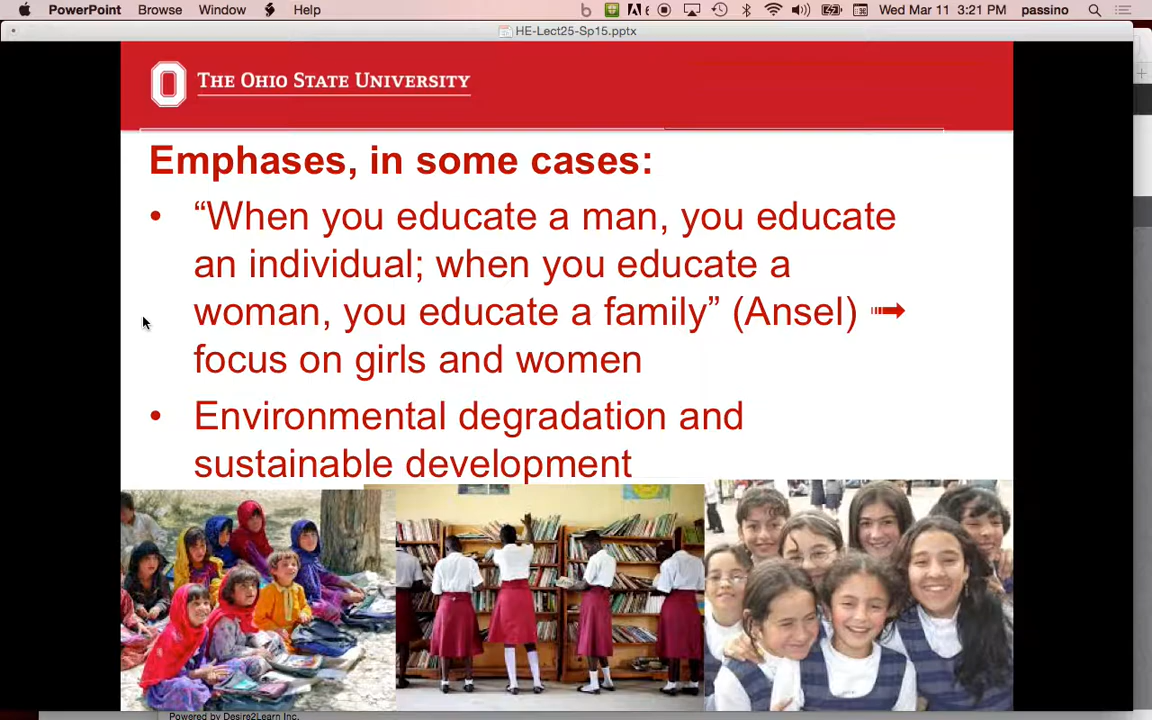 PowerPoint Browse Window Help Wed Mar 11 3:21 PM passino
HE-Lect25-Sp15.pptx
THE OHIO STATE UNIVERSITY
Emphases, in some cases:
• “When you educate a man, you educate
an individual; when you educate a
woman, you educate a family” (Ansel) ➟
focus on girls and women
• Environmental degradation and
sustainable development
Powered by Desire2Learn Inc.